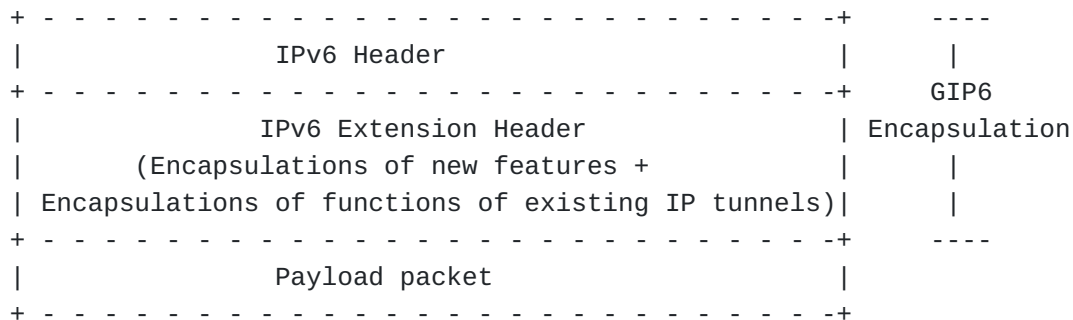 + - - - - - - - - - - - - - - - - - - - - - - - - - -+     ----
|                 IPv6 Header                         |      |
+ - - - - - - - - - - - - - - - - - - - - - - - - - -+     GIP6
|                IPv6 Extension Header                | Encapsulation
|        (Encapsulations of new features +            |      |
| Encapsulations of functions of existing IP tunnels)|      |
+ - - - - - - - - - - - - - - - - - - - - - - - - - -+     ----
|                 Payload packet                      |
+ - - - - - - - - - - - - - - - - - - - - - - - - - -+